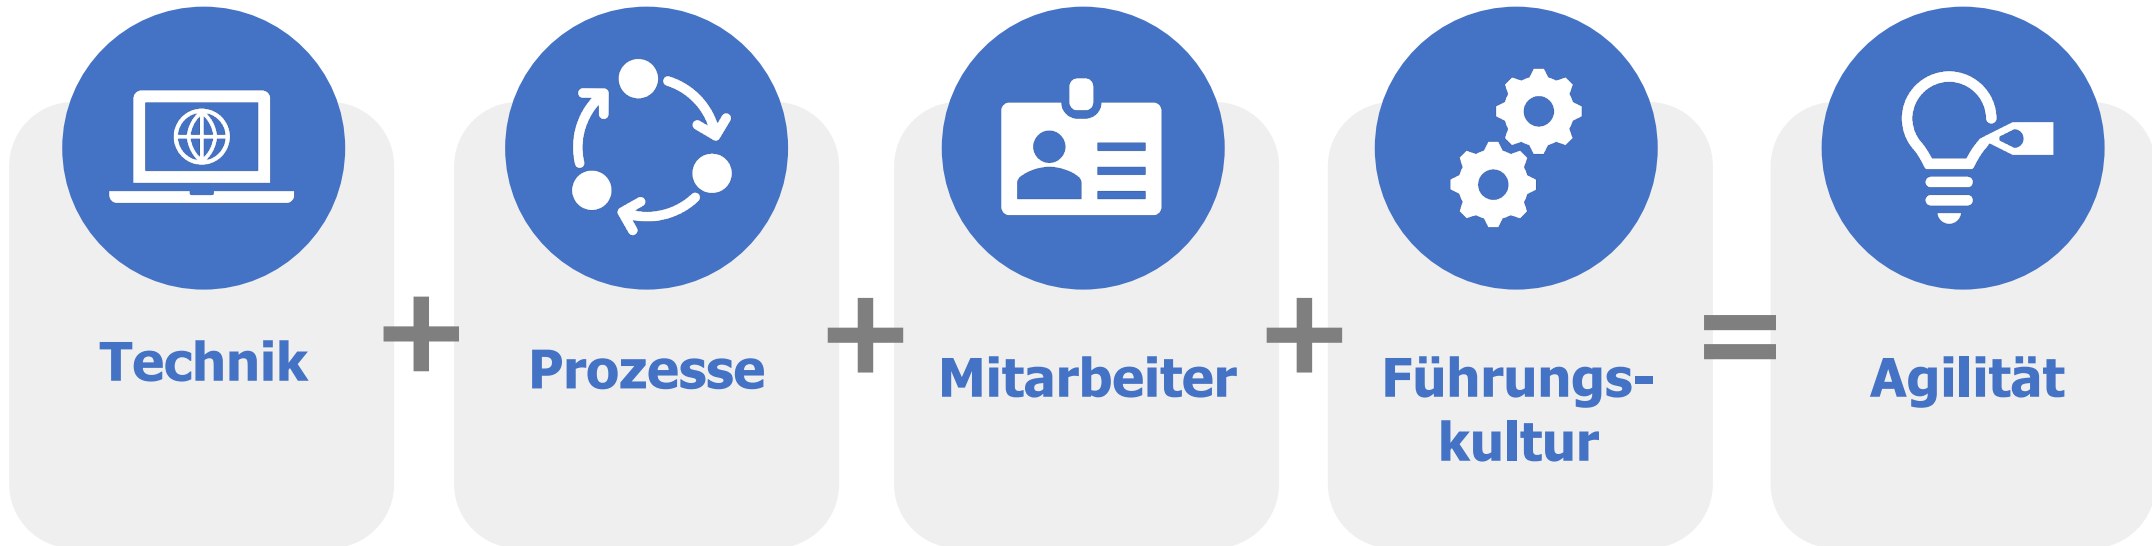 Technik
+
Prozesse
+
Mitarbeiter
+
Führungs-
kultur
=
Agilität